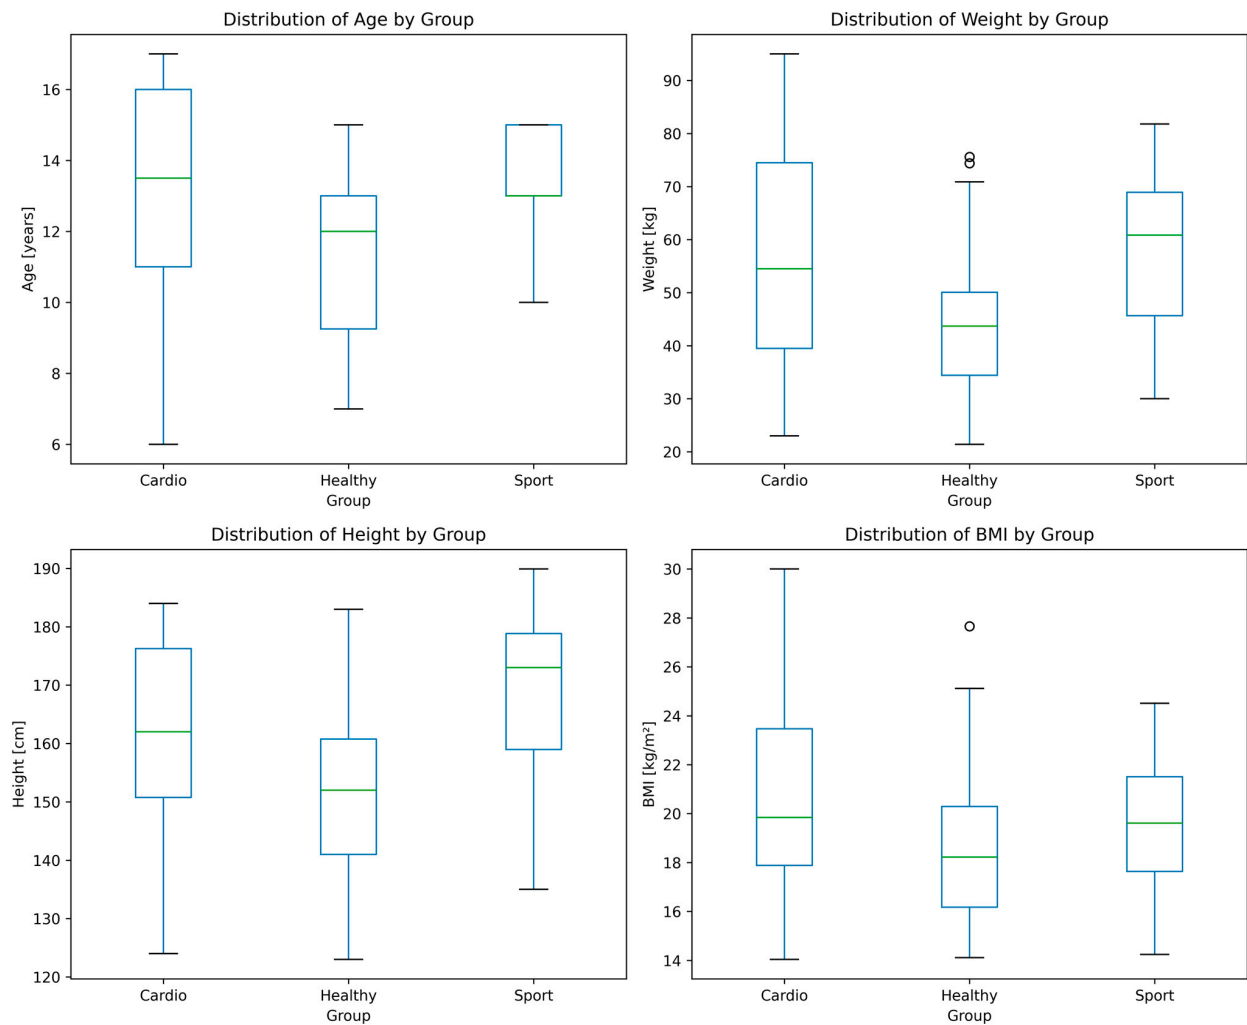 Distribution of Age by Group
16
14
12
10
8
6
Age [years]
Cardio Healthy Sport
Group
Distribution of Weight by Group
90
80
70
60
50
40
30
20
Weight [kg]
Cardio Healthy Sport
Group
Distribution of Height by Group
190
180
170
160
150
140
130
120
Height [cm]
Cardio Healthy Sport
Group
Distribution of BMI by Group
30
28
26
24
22
20
18
16
14
BMI [kg/m²]
Cardio Healthy Sport
Group